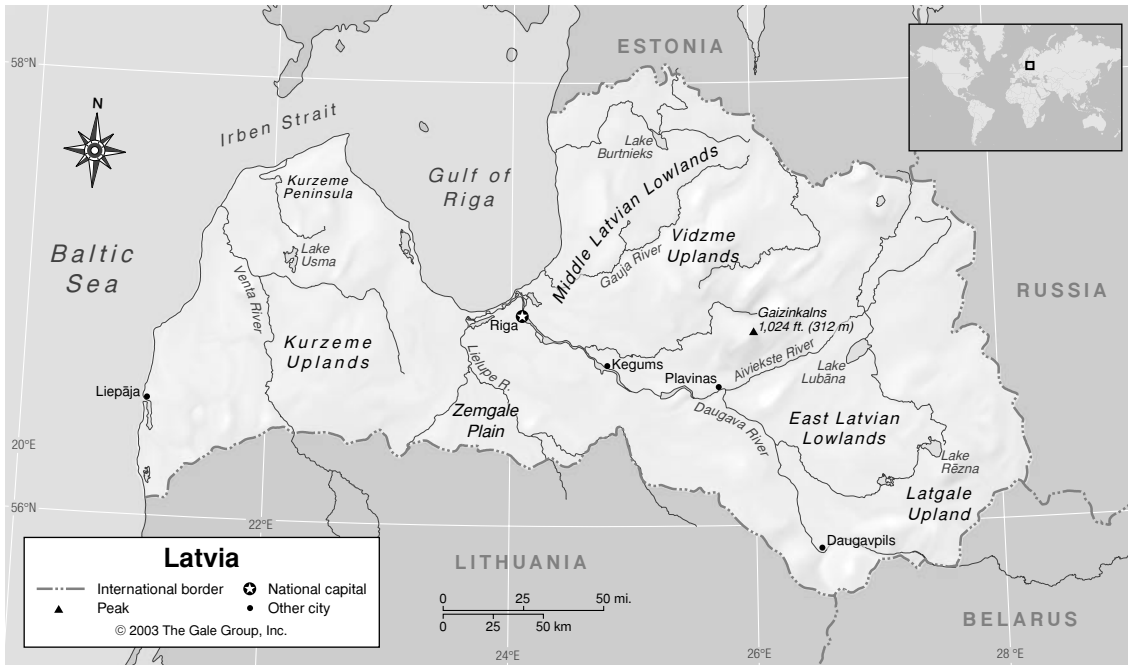 58°N
ESTONIA
N
Irben Strait
Lake
Burtnieks
Gulf of
Riga
Kurzeme
Peninsula
Middle Latvian Lowlands
Baltic
Sea
Lake
Usma
Vidzme
Uplands
Gauja River
Venta River
RUSSIA
Gaizinkalns
1,024 ft. (312 m)
Riga
Kurzeme
Uplands
Lielupe R.
Kegums
Aiviekste River
Lake
Lubāna
Plavinas
Liepāja
Zemgale
Plain
Daugava River
East Latvian
Lowlands
20°E
Lake
Rēzna
Latgale
Upland
56°N
22°E
Daugavpils
LITHUANIA
BELARUS
Latvia
International border
National capital
Peak
Other city
© 2003 The Gale Group, Inc.
0 25 50 mi.
0 25 50 km
24°E
26°E
28°E